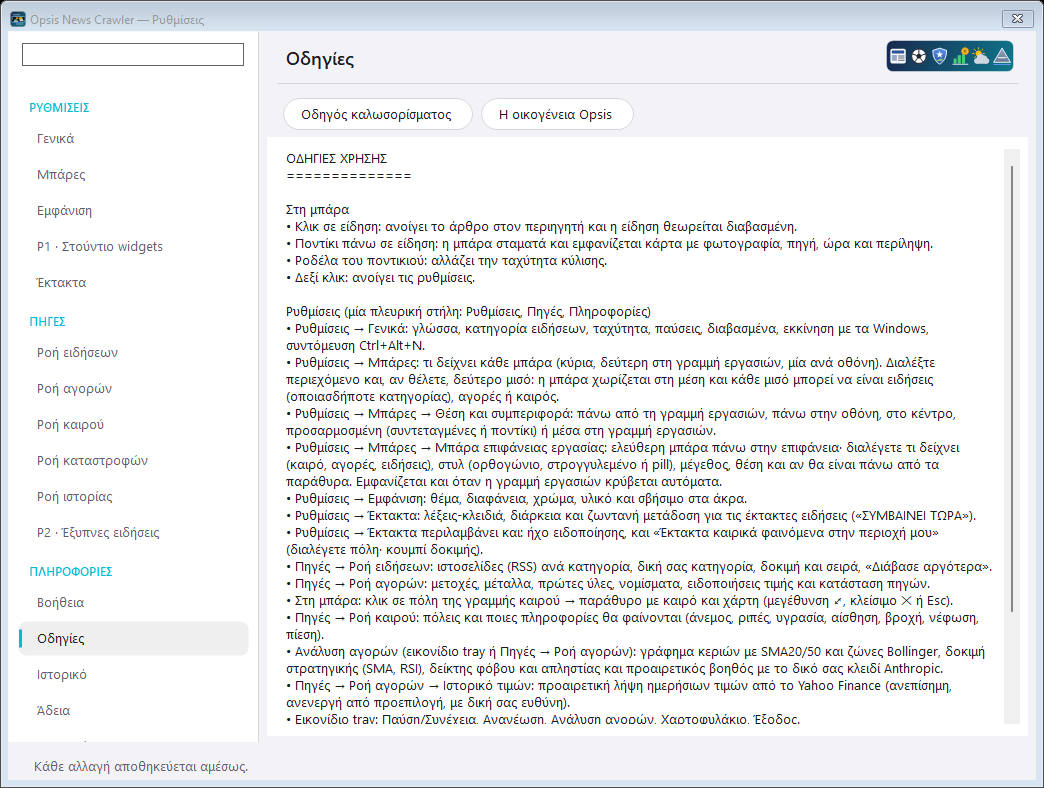 Opsis News Crawler — Ρυθμίσεις
Οδηγίες
ΡΥΘΜΙΣΕΙΣ
Γενικά
Μπάρες
Εμφάνιση
P1 · Στούντιο widgets
Έκτακτα
ΠΗΓΕΣ
Ροή ειδήσεων
Ροή αγορών
Ροή καιρού
Ροή καταστροφών
Ροή ιστορίας
P2 · Έξυπνες ειδήσεις
ΠΛΗΡΟΦΟΡΙΕΣ
Βοήθεια
Οδηγίες
Ιστορικό
Άδεια
Οδηγός καλωσορίσματος
Η οικογένεια Opsis
ΟΔΗΓΙΕΣ ΧΡΗΣΗΣ
==============
Στη μπάρα
• Κλικ σε είδηση: ανοίγει το άρθρο στον περιηγητή και η είδηση θεωρείται διαβασμένη.
• Ποντίκι πάνω σε είδηση: η μπάρα σταματά και εμφανίζεται κάρτα με φωτογραφία, πηγή, ώρα και περίληψη.
• Ροδέλα του ποντικιού: αλλάζει την ταχύτητα κύλισης.
• Δεξί κλικ: ανοίγει τις ρυθμίσεις.
Ρυθμίσεις (μία πλευρική στήλη: Ρυθμίσεις, Πηγές, Πληροφορίες)
• Ρυθμίσεις → Γενικά: γλώσσα, κατηγορία ειδήσεων, ταχύτητα, παύσεις, διαβασμένα, εκκίνηση με τα Windows,
συντόμευση Ctrl+Alt+N.
• Ρυθμίσεις → Μπάρες: τι δείχνει κάθε μπάρα (κύρια, δεύτερη στη γραμμή εργασιών, μία ανά οθόνη). Διαλέξτε
περιεχόμενο και, αν θέλετε, δεύτερο μισό: η μπάρα χωρίζεται στη μέση και κάθε μισό μπορεί να είναι ειδήσεις
(οποιασδήποτε κατηγορίας), αγορές ή καιρός.
• Ρυθμίσεις → Μπάρες → Θέση και συμπεριφορά: πάνω από τη γραμμή εργασιών, πάνω στην οθόνη, στο κέντρο,
προσαρμοσμένη (συντεταγμένες ή ποντίκι) ή μέσα στη γραμμή εργασιών.
• Ρυθμίσεις → Μπάρες → Μπάρα επιφάνειας εργασίας: ελεύθερη μπάρα πάνω στην επιφάνεια· διαλέγετε τι δείχνει
(καιρό, αγορές, ειδήσεις), στυλ (ορθογώνιο, στρογγυλεμένο ή pill), μέγεθος, θέση και αν θα είναι πάνω από τα
παράθυρα. Εμφανίζεται και όταν η γραμμή εργασιών κρύβεται αυτόματα.
• Ρυθμίσεις → Εμφάνιση: θέμα, διαφάνεια, χρώμα, υλικό και σβήσιμο στα άκρα.
• Ρυθμίσεις → Έκτακτα: λέξεις-κλειδιά, διάρκεια και ζωντανή μετάδοση για τις έκτακτες ειδήσεις («ΣΥΜΒΑΙΝΕΙ ΤΩΡΑ»).
• Ρυθμίσεις → Έκτακτα περιλαμβάνει και: ήχο ειδοποίησης, και «Έκτακτα καιρικά φαινόμενα στην περιοχή μου»
(διαλέγετε πόλη· κουμπί δοκιμής).
• Πηγές → Ροή ειδήσεων: ιστοσελίδες (RSS) ανά κατηγορία, δική σας κατηγορία, δοκιμή και σειρά, «Διάβασε αργότερα».
• Πηγές → Ροή αγορών: μετοχές, μέταλλα, πρώτες ύλες, νομίσματα, ειδοποιήσεις τιμής και κατάσταση πηγών.
• Στη μπάρα: κλικ σε πόλη της γραμμής καιρού → παράθυρο με καιρό και χάρτη (μεγέθυνση ⤢, κλείσιμο ✕ ή Esc).
• Πηγές → Ροή καιρού: πόλεις και ποιες πληροφορίες θα φαίνονται (άνεμος, ριπές, υγρασία, αίσθηση, βροχή, νέφωση,
πίεση).
• Ανάλυση αγορών (εικονίδιο tray ή Πηγές → Ροή αγορών): γράφημα κεριών με SMA20/50 και ζώνες Bollinger, δοκιμή
στρατηγικής (SMA, RSI), δείκτης φόβου και απληστίας και προαιρετικός βοηθός με το δικό σας κλειδί Anthropic.
• Πηγές → Ροή αγορών → Ιστορικό τιμών: προαιρετική λήψη ημερήσιων τιμών από το Yahoo Finance (ανεπίσημη,
ανενεργή από προεπιλογή, με δική σας ευθύνη).
• Εικονίδιο tray: Παύση/Συνέχεια, Ανανέωση, Ανάλυση αγορών, Χαρτοφυλάκιο, Έξοδος.
Κάθε αλλαγή αποθηκεύεται αμέσως.